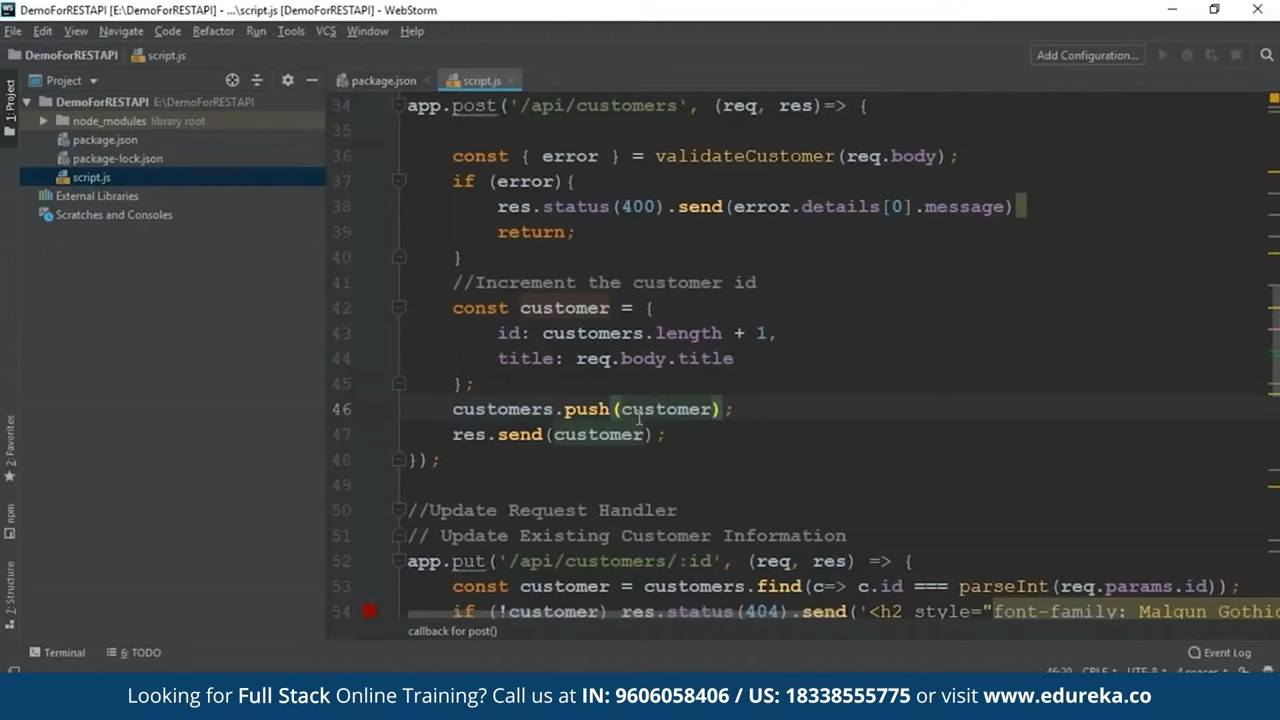 DemoForRESTAPI [E:\DemoForRESTAPI] - ...\script.js [DemoForRESTAPI] - WebStorm
File Edit View Navigate Code Refactor Run Tools VCS Window Help
DemoForRESTAPI script.js Add Configuration...
Project package.json script.js
1: Project
DemoForRESTAPI E:\DemoForRESTAPI
node_modules library root
package.json
package-lock.json
script.js
External Libraries
Scratches and Consoles
34 app.post('/api/customers', (req, res)=> {
35
36 const { error } = validateCustomer(req.body);
37 if (error){
38 res.status(400).send(error.details[0].message)
39 return;
40 }
41 //Increment the customer id
42 const customer = {
43 id: customers.length + 1,
44 title: req.body.title
45 };
46 customers.push(customer);
47 res.send(customer);
48 });
49
50 //Update Request Handler
51 // Update Existing Customer Information
52 app.put('/api/customers/:id', (req, res) => {
53 const customer = customers.find(c=> c.id === parseInt(req.params.id));
54 if (!customer) res.status(404).send('<h2 style="font-family: Malgun Gothic
callback for post()
2: Favorites
npm
Z: Structure
Terminal 6: TODO Event Log
Looking for Full Stack Online Training? Call us at IN: 9606058406 / US: 18338555775 or visit www.edureka.co